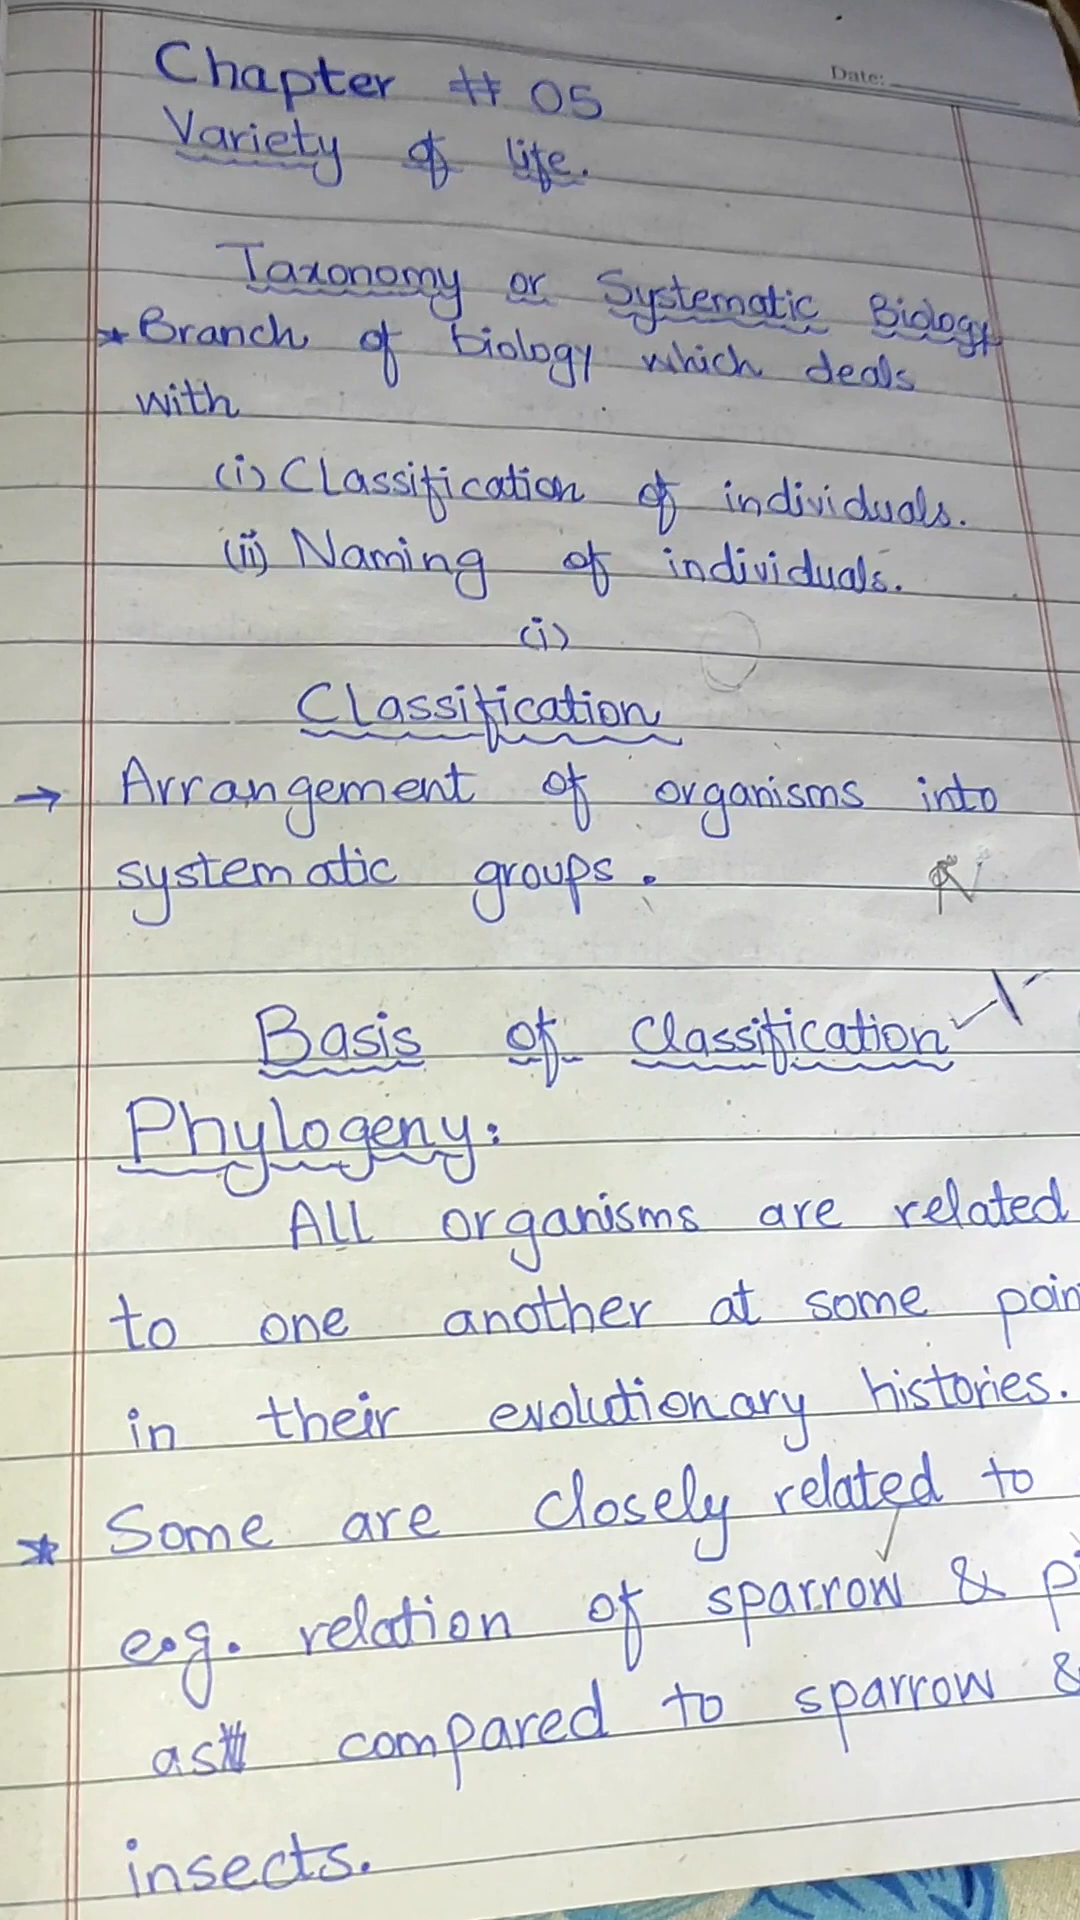 Date:
Chapter # 05
Variety of life.
Taxonomy or Systematic Biology
* Branch of biology which deals
with
(i) Classification of individuals.
(ii) Naming of individuals.
(i)
Classification
→ Arrangement of organisms into
systematic groups.
Basis of Classification
Phylogeny:
All organisms are related
to one another at some
in their evolutionary histories.
* Some are closely related to
e.g. relation of sparrow &
as compared to sparrow &
insects.